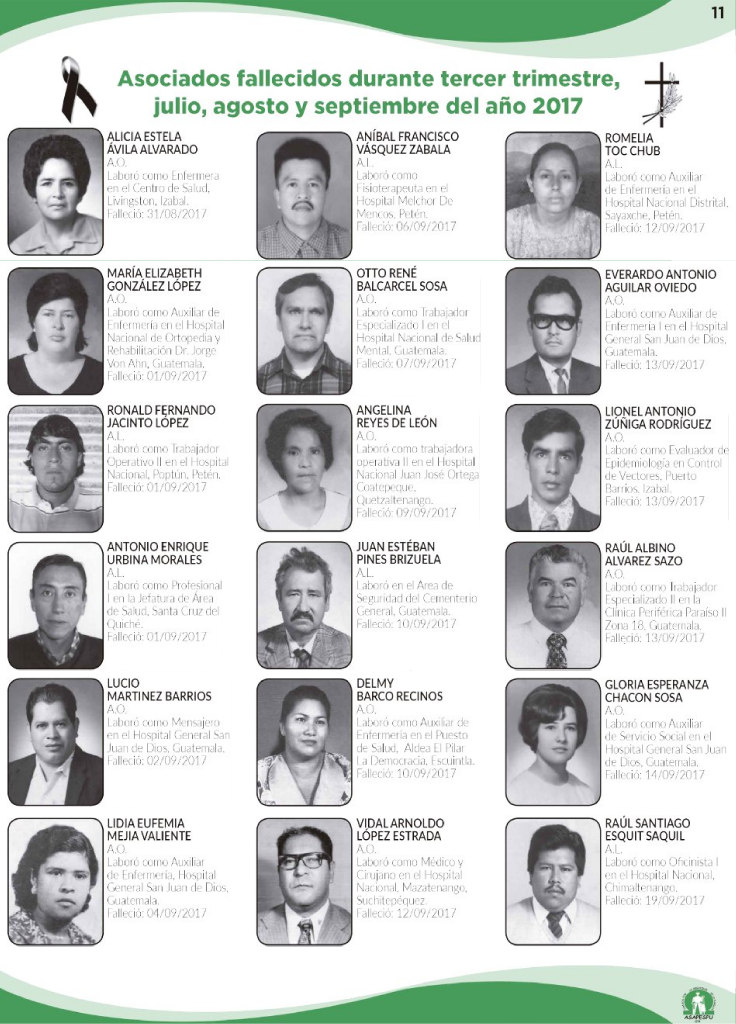 11
Asociados fallecidos durante tercer trimestre,
julio, agosto y septiembre del año 2017
ALICIA ESTELA
ÁVILA ALVARADO
A.O.
Laboró como Enfermera
en el Centro de Salud,
Livingston, Izabal.
Falleció: 31/08/2017
MARÍA ELIZABETH
GONZÁLEZ LÓPEZ
A.O.
Laboró como Auxiliar de
Enfermería en el Hospital
Nacional de Ortopedia y
Rehabilitación Dr. Jorge
Von Ahn, Guatemala.
Falleció: 01/09/2017
RONALD FERNANDO
JACINTO LÓPEZ
A.L.
Laboró como Trabajador
Operativo II en el Hospital
Nacional, Poptún, Petén.
Falleció: 01/09/2017
ANTONIO ENRIQUE
URBINA MORALES
A.L.
Laboró como Profesional
I en la Jefatura de Área
de Salud, Santa Cruz del
Quiché.
Falleció: 01/09/2017
LUCIO
MARTINEZ BARRIOS
A.O.
Laboró como Mensajero
en el Hospital General San
Juan de Dios, Guatemala.
Falleció: 02/09/2017
LIDIA EUFEMIA
MEJIA VALIENTE
A.O.
Laboró como Auxiliar
de Enfermería, Hospital
General San Juan de Dios,
Guatemala.
Falleció: 04/09/2017
ANÍBAL FRANCISCO
VÁSQUEZ ZABALA
A.L.
Laboró como
Fisioterapeuta en el
Hospital Melchor De
Mencos, Petén.
Falleció: 06/09/2017
OTTO RENÉ
BALCARCEL SOSA
A.O.
Laboró como Trabajador
Especializado I en el
Hospital Nacional de Salud
Mental, Guatemala.
Falleció: 07/09/2017
ANGELINA
REYES DE LEÓN
A.O.
Laboró como trabajadora
operativa II en el Hospital
Nacional Juan José Ortega
Coatepeque,
Quetzaltenango.
Falleció: 09/09/2017
JUAN ESTÉBAN
PINES BRIZUELA
A.L.
Laboró en el Area de
Seguridad del Cementerio
General, Guatemala.
Falleció: 10/09/2017
DELMY
BARCO RECINOS
A.O.
Laboró como Auxiliar de
Enfermería en el Puesto
de Salud, Aldea El Pilar
La Democracia, Escuintla.
Falleció: 10/09/2017
VIDAL ARNOLDO
LÓPEZ ESTRADA
A.O.
Laboró como Médico y
Cirujano en el Hospital
Nacional, Mazatenango,
Suchitepéquez.
Falleció: 12/09/2017
ROMELIA
TOC CHUB
A.L.
Laboró como Auxiliar
de Enfermería en el
Hospital Nacional Distrital,
Sayaxche, Petén.
Falleció: 12/09/2017
EVERARDO ANTONIO
AGUILAR OVIEDO
A.O.
Laboró como Auxiliar de
Enfermería I en el Hospital
General San Juan de Dios,
Guatemala.
Falleció: 13/09/2017
LIONEL ANTONIO
ZÚÑIGA RODRÍGUEZ
A.O.
Laboró como Evaluador de
Epidemiología en Control
de Vectores, Puerto
Barrios, Izabal.
Falleció: 13/09/2017
RAÚL ALBINO
ALVAREZ SAZO
A.O.
Laboró como Trabajador
Especializado II en la
Clínica Periférica Paraíso II
Zona 18, Guatemala.
Falleció: 13/09/2017
GLORIA ESPERANZA
CHACON SOSA
A.O.
Laboró como Auxiliar
de Servicio Social en el
Hospital General San Juan
de Dios, Guatemala.
Falleció: 14/09/2017
RAÚL SANTIAGO
ESQUIT SAQUIL
A.L.
Laboró como Oficinista I
en el Hospital Nacional,
Chimaltenango.
Falleció: 19/09/2017